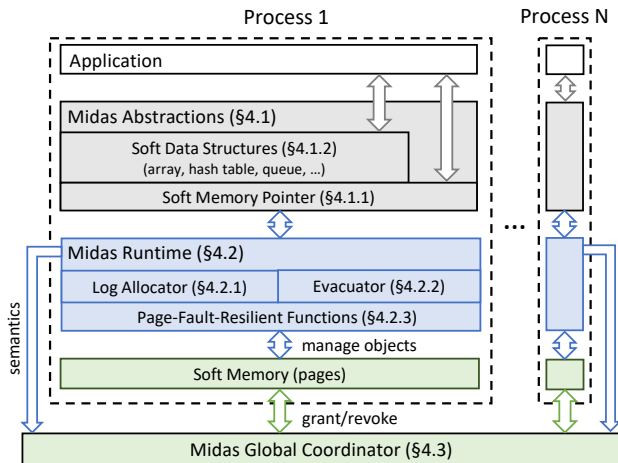 Process 1
Process N
Application
Midas Abstractions (§4.1)
Soft Data Structures (§4.1.2)
(array, hash table, queue, …)
Soft Memory Pointer (§4.1.1)
...
Midas Runtime (§4.2)
Log Allocator (§4.2.1)
Evacuator (§4.2.2)
Page-Fault-Resilient Functions (§4.2.3)
semantics
manage objects
Soft Memory (pages)
grant/revoke
Midas Global Coordinator (§4.3)